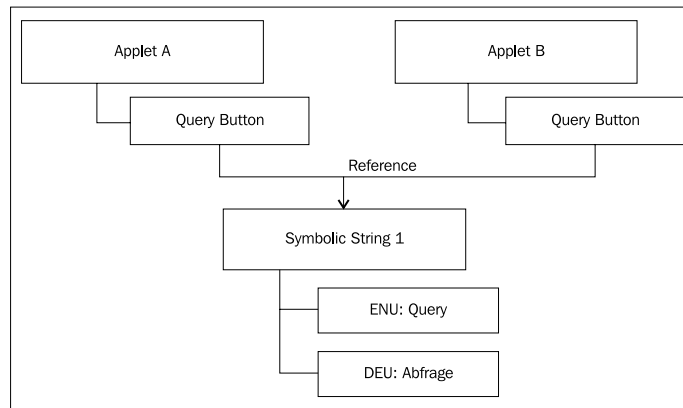 Applet A
Applet B
Query Button
Query Button
Reference
Symbolic String 1
ENU: Query
DEU: Abfrage